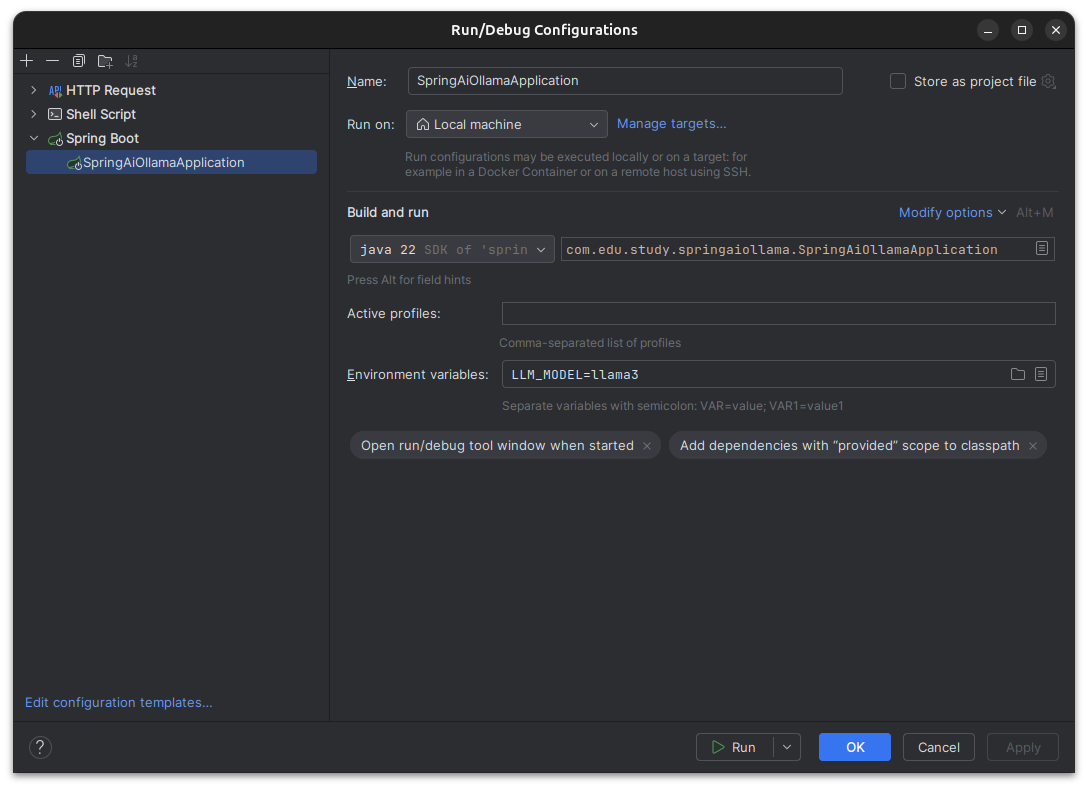 Run/Debug Configurations
HTTP Request
Shell Script
Spring Boot
SpringAiOllamaApplication
Edit configuration templates...
Name: SpringAiOllamaApplication Store as project file
Run on: Local machine Manage targets...
Run configurations may be executed locally or on a target: for
example in a Docker Container or on a remote host using SSH.
Build and run Modify options Alt+M
java 22 SDK of 'sprin com.edu.study.springaiollama.SpringAiOllamaApplication
Press Alt for field hints
Active profiles:
Comma-separated list of profiles
Environment variables: LLM_MODEL=llama3
Separate variables with semicolon: VAR=value; VAR1=value1
Open run/debug tool window when started × Add dependencies with “provided” scope to classpath ×
? Run OK Cancel Apply